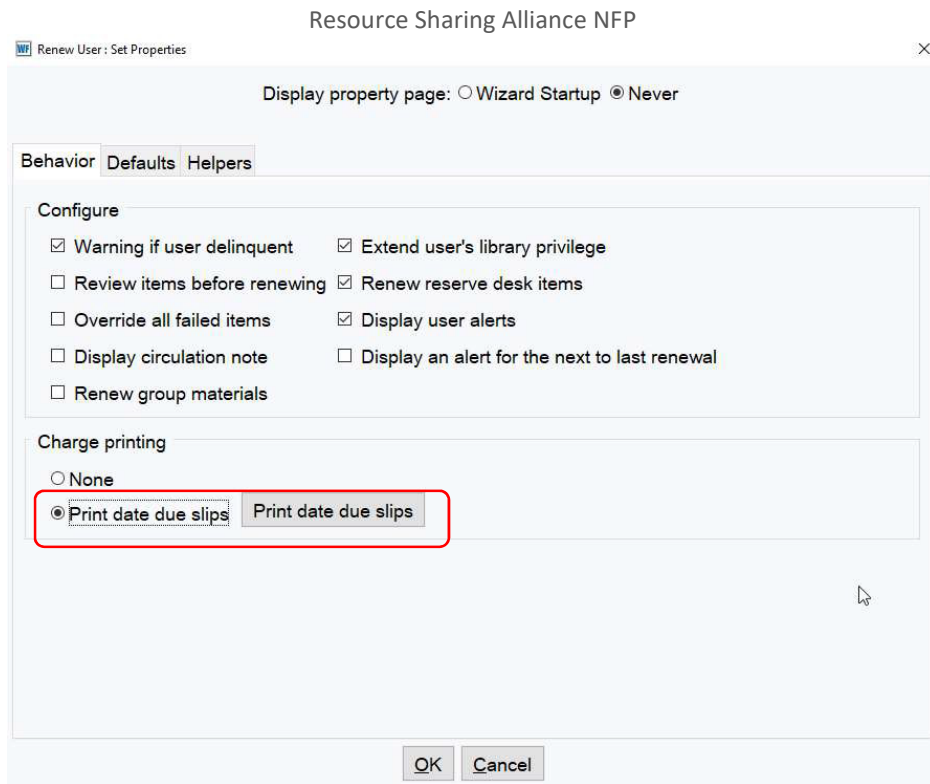 Resource Sharing Alliance NFP
WF Renew User : Set Properties
Display property page: Wizard Startup Never
Behavior Defaults Helpers
Configure
Warning if user delinquent Extend user's library privilege
Review items before renewing Renew reserve desk items
Override all failed items Display user alerts
Display circulation note Display an alert for the next to last renewal
Renew group materials
Charge printing
None
Print date due slips Print date due slips
OK Cancel